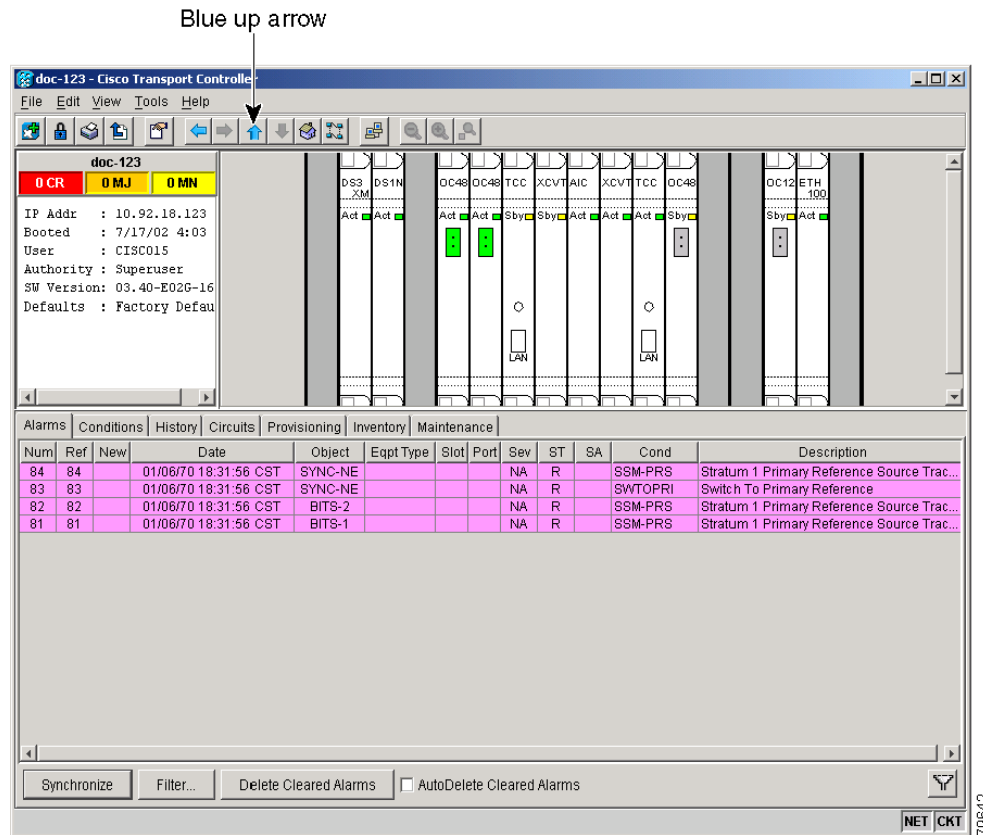 Blue up arrow
doc-123 - Cisco Transport Controller
File Edit View Tools Help
doc-123
0 CR 0 MJ 0 MN
IP Addr : 10.92.18.123
Booted : 7/17/02 4:03
User : CISCO15
Authority : Superuser
SW Version: 03.40-E02G-16
Defaults : Factory Defau
DS3 XM DS1N OC48 OC48 TCC XCVT AIC XCVT TCC OC48 OC12 ETH 100
Act Act Act Act Sby Sby Act Act Act Sby Sby Act
LAN LAN
Alarms Conditions History Circuits Provisioning Inventory Maintenance
Num Ref New Date Object Eqpt Type Slot Port Sev ST SA Cond Description
84 84 01/06/70 18:31:56 CST SYNC-NE NA R SSM-PRS Stratum 1 Primary Reference Source Trac...
83 83 01/06/70 18:31:56 CST SYNC-NE NA R SWTOPRI Switch To Primary Reference
82 82 01/06/70 18:31:56 CST BITS-2 NA R SSM-PRS Stratum 1 Primary Reference Source Trac...
81 81 01/06/70 18:31:56 CST BITS-1 NA R SSM-PRS Stratum 1 Primary Reference Source Trac...
Synchronize Filter... Delete Cleared Alarms AutoDelete Cleared Alarms
NET CKT